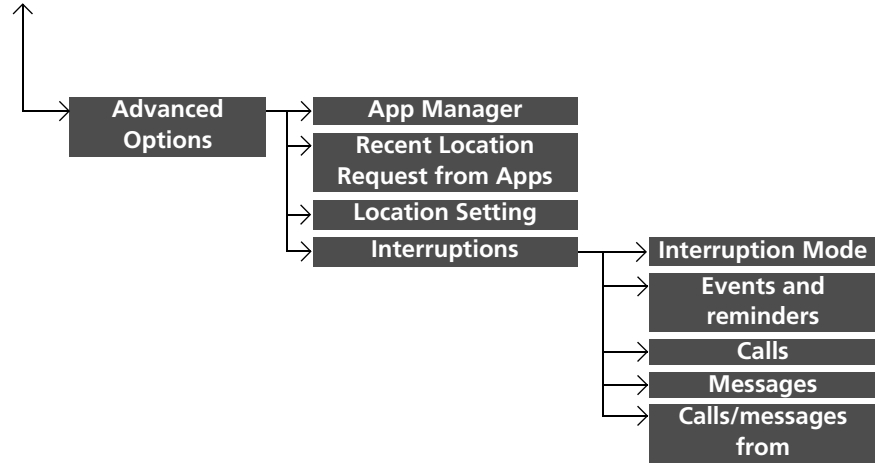 Advanced
Options
App Manager
Recent Location
Request from Apps
Location Setting
Interruptions
Interruption Mode
Events and
reminders
Calls
Messages
Calls/messages
from